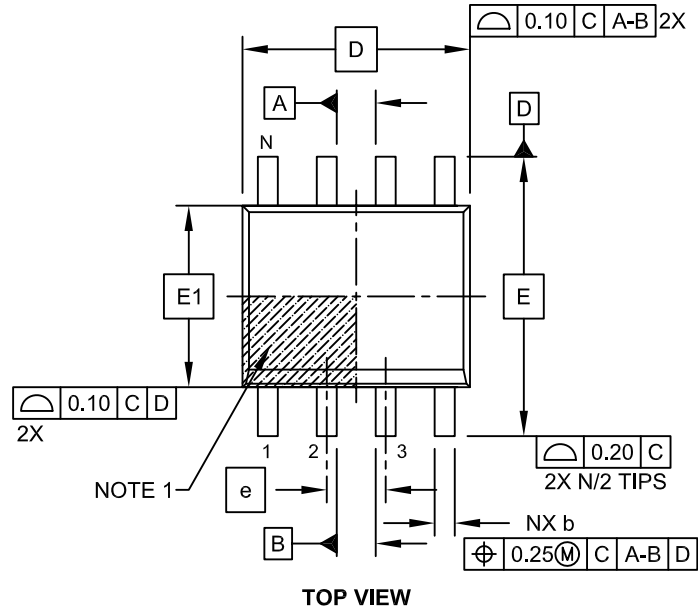 ⌓ 0.10 C A-B 2X
D
A
D
N
E1
E
⌓ 0.10 C D
2X
1 2 3
⌓ 0.20 C
2X N/2 TIPS
NOTE 1
e
NX b
B
⌖ 0.25Ⓜ C A-B D
TOP VIEW